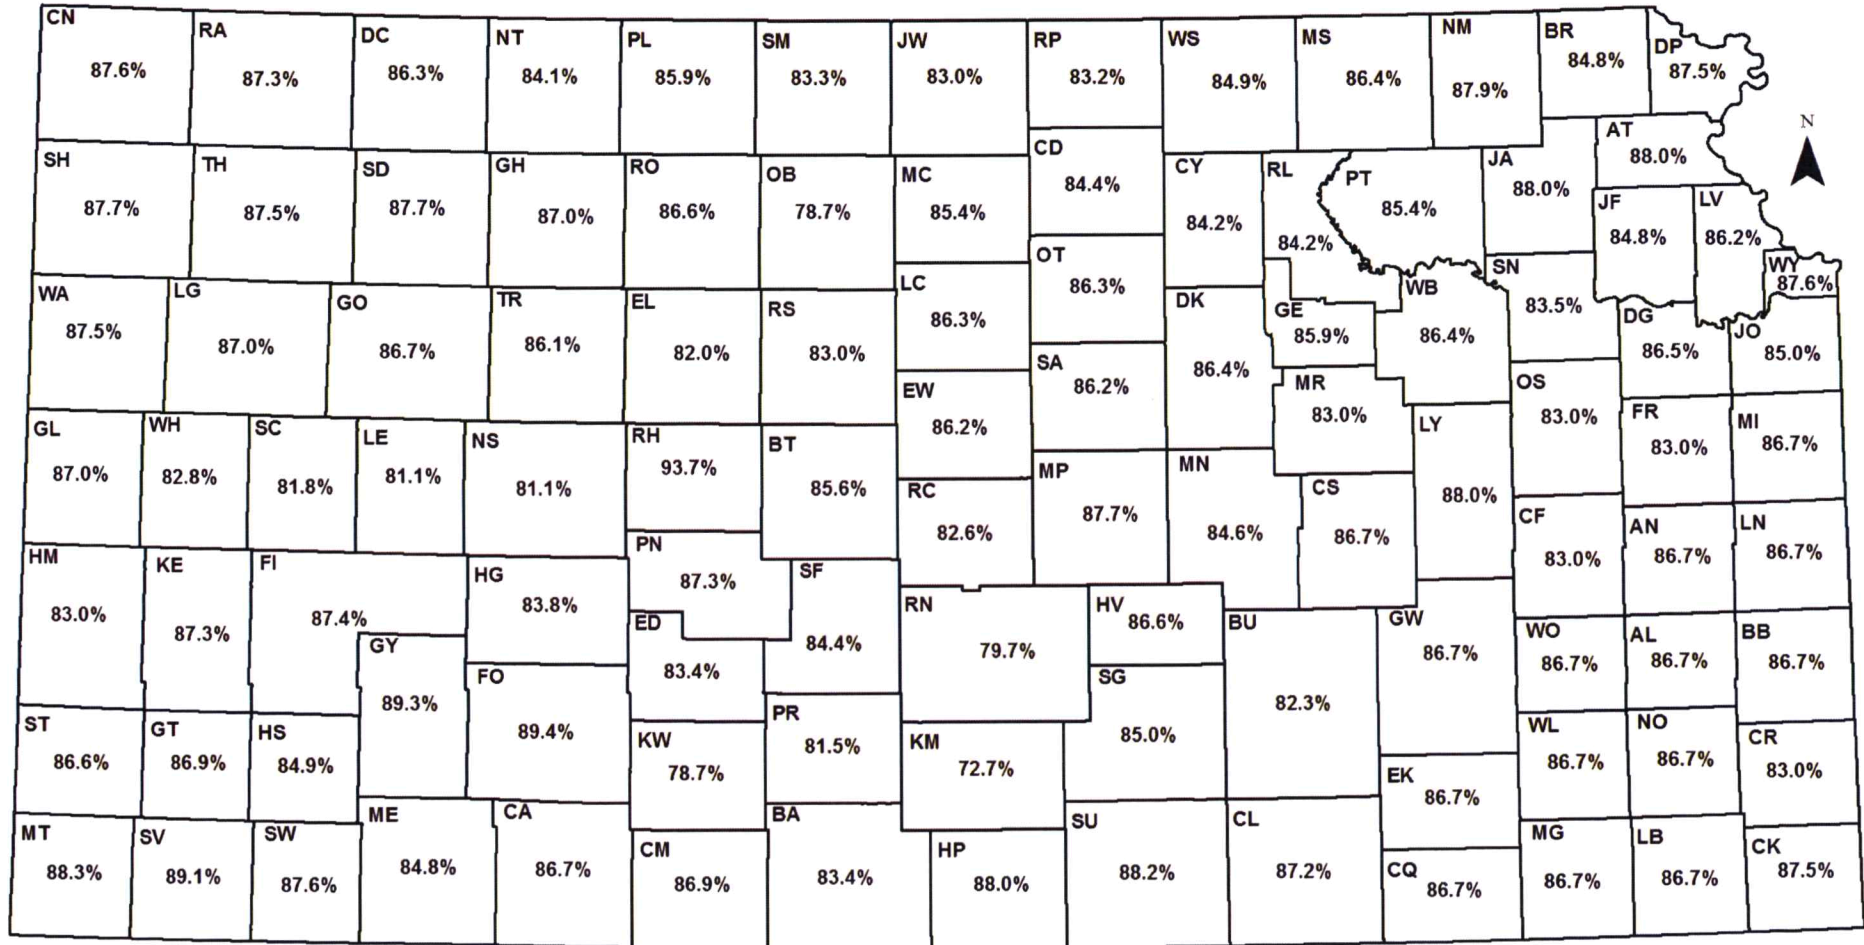 CN 87.6%
RA 87.3%
DC 86.3%
NT 84.1%
PL 85.9%
SM 83.3%
JW 83.0%
RP 83.2%
WS 84.9%
MS 86.4%
NM 87.9%
BR 84.8%
DP 87.5%
N
SH 87.7%
TH 87.5%
SD 87.7%
GH 87.0%
RO 86.6%
OB 78.7%
MC 85.4%
CD 84.4%
CY 84.2%
RL 84.2%
PT 85.4%
JA 88.0%
AT 88.0%
JF 84.8%
LV 86.2%
WY 87.6%
WA 87.5%
LG 87.0%
GO 86.7%
TR 86.1%
EL 82.0%
RS 83.0%
LC 86.3%
OT 86.3%
DK 86.4%
GE 85.9%
WB 86.4%
SN 83.5%
DG 86.5%
JO 85.0%
EW 86.2%
SA 86.2%
MR 83.0%
LY 88.0%
OS 83.0%
FR 83.0%
MI 86.7%
GL 87.0%
WH 82.8%
SC 81.8%
LE 81.1%
NS 81.1%
RH 93.7%
BT 85.6%
RC 82.6%
MP 87.7%
MN 84.6%
CS 86.7%
CF 83.0%
AN 86.7%
LN 86.7%
HM 83.0%
KE 87.3%
FI 87.4%
HG 83.8%
PN 87.3%
SF 84.4%
RN 79.7%
HV 86.6%
BU 82.3%
GW 86.7%
WO 86.7%
AL 86.7%
BB 86.7%
GY 89.3%
FO 89.4%
ED 83.4%
SG 85.0%
ST 86.6%
GT 86.9%
HS 84.9%
KW 78.7%
PR 81.5%
KM 72.7%
EK 86.7%
WL 86.7%
NO 86.7%
CR 83.0%
MT 88.3%
SV 89.1%
SW 87.6%
ME 84.8%
CA 86.7%
CM 86.9%
BA 83.4%
HP 88.0%
SU 88.2%
CL 87.2%
CQ 86.7%
MG 86.7%
LB 86.7%
CK 87.5%